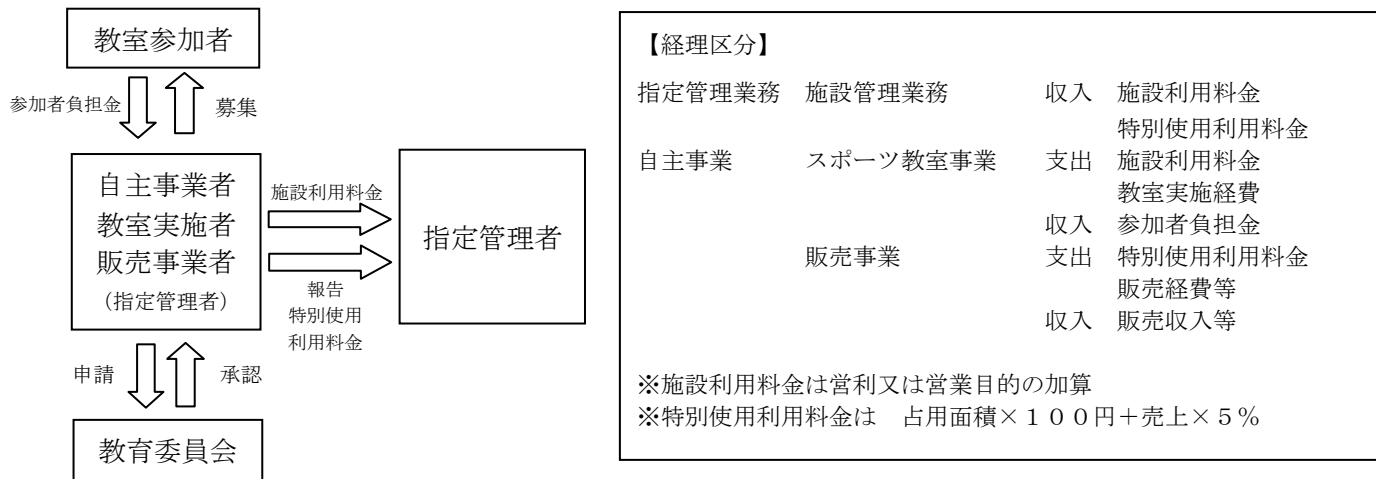 教室参加者
参加者負担金
募集
自主事業者
教室実施者
販売事業者
（指定管理者）
施設利用料金
報告
特別使用
利用料金
指定管理者
申請
承認
教育委員会
【経理区分】
指定管理業務 施設管理業務 収入 施設利用料金
特別使用利用料金
自主事業 スポーツ教室事業 支出 施設利用料金
教室実施経費
収入 参加者負担金
販売事業 支出 特別使用利用料金
販売経費等
収入 販売収入等
※施設利用料金は営利又は営業目的の加算
※特別使用利用料金は 占用面積×１００円＋売上×５％